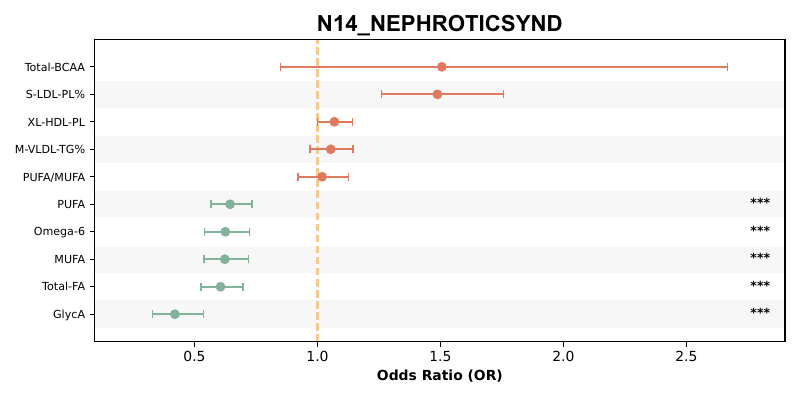 N14_NEPHROTICSYND
Total-BCAA
S-LDL-PL%
XL-HDL-PL
M-VLDL-TG%
PUFA/MUFA
PUFA ***
Omega-6 ***
MUFA ***
Total-FA ***
GlycA ***
0.5 1.0 1.5 2.0 2.5
Odds Ratio (OR)